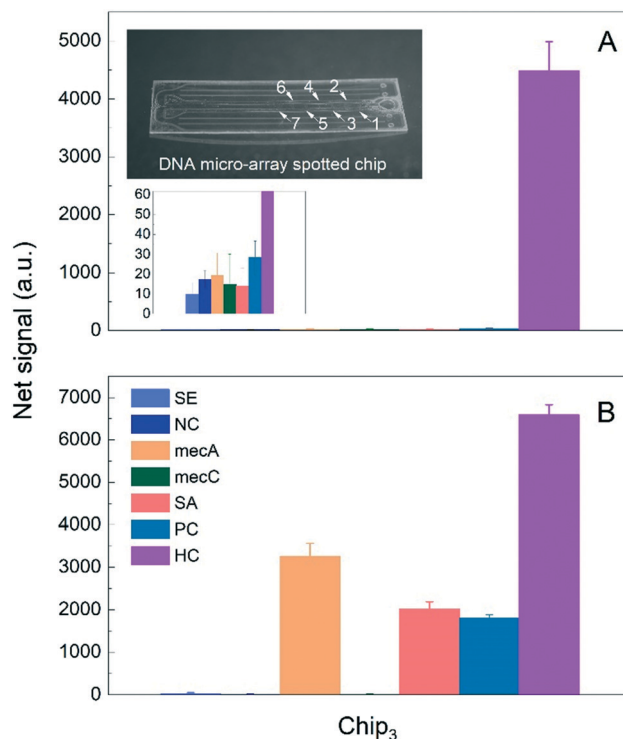 Net signal (a.u.)
A
5000
4000
3000
2000
1000
0
6 4 2
7 5 3 1
DNA micro-array spotted chip
60
50
40
30
20
10
0
B
7000
6000
5000
4000
3000
2000
1000
0
SE
NC
mecA
mecC
SA
PC
HC
Chip₃